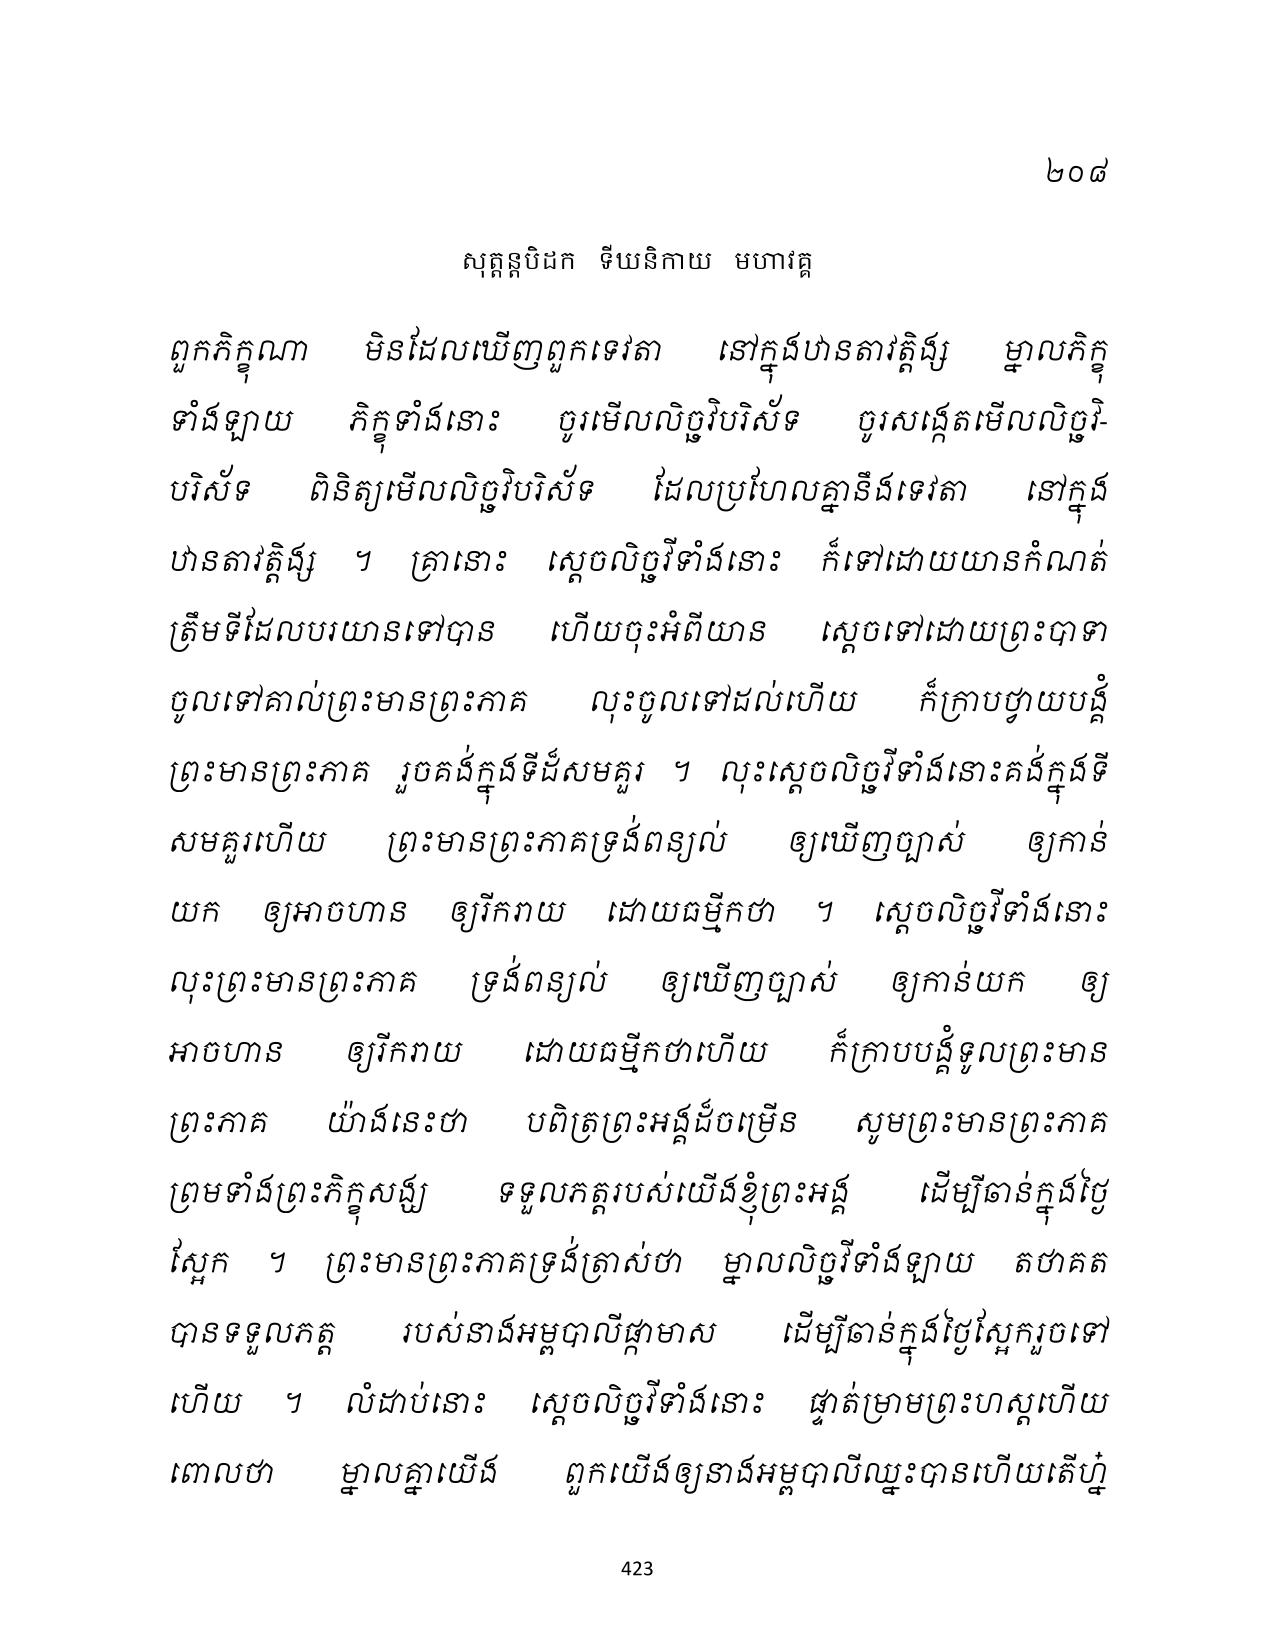 ២០៨
សុត្តន្តបិដក ទីឃនិកាយ មហាវគ្គ
ពួកភិក្ខុណា មិនដែលឃើញពួកទេវតា នៅក្នុងឋានតាវត្តិង្ស ម្នាលភិក្ខុ
ទាំងឡាយ ភិក្ខុទាំងនោះ ចូរមើលលិច្ឆវិបរិស័ទ ចូរសង្កេតមើលលិច្ឆវិ-
បរិស័ទ ពិនិត្យមើលលិច្ឆវិបរិស័ទ ដែលប្រហែលគ្នានឹងទេវតា នៅក្នុង
ឋានតាវត្តិង្ស ។ គ្រានោះ ស្តេចលិច្ឆវីទាំងនោះ ក៏ទៅដោយយានកំណត់
ត្រឹមទីដែលបរយានទៅបាន ហើយចុះអំពីយាន ស្តេចទៅដោយព្រះបាទា
ចូលទៅគាល់ព្រះមានព្រះភាគ លុះចូលទៅដល់ហើយ ក៏ក្រាបថ្វាយបង្គំ
ព្រះមានព្រះភាគ រួចគង់ក្នុងទីដ៏សមគួរ ។ លុះស្តេចលិច្ឆវីទាំងនោះគង់ក្នុងទី
សមគួរហើយ ព្រះមានព្រះភាគទ្រង់ពន្យល់ ឲ្យឃើញច្បាស់ ឲ្យកាន់
យក ឲ្យអាចហាន ឲ្យរីករាយ ដោយធម្មីកថា ។ ស្តេចលិច្ឆវីទាំងនោះ
លុះព្រះមានព្រះភាគ ទ្រង់ពន្យល់ ឲ្យឃើញច្បាស់ ឲ្យកាន់យក ឲ្យ
អាចហាន ឲ្យរីករាយ ដោយធម្មីកថាហើយ ក៏ក្រាបបង្គំទូលព្រះមាន
ព្រះភាគ យ៉ាងនេះថា បពិត្រព្រះអង្គដ៏ចម្រើន សូមព្រះមានព្រះភាគ
ព្រមទាំងព្រះភិក្ខុសង្ឃ ទទួលភត្តរបស់យើងខ្ញុំព្រះអង្គ ដើម្បីឆាន់ក្នុងថ្ងៃ
ស្អែក ។ ព្រះមានព្រះភាគទ្រង់ត្រាស់ថា ម្នាលលិច្ឆវីទាំងឡាយ តថាគត
បានទទួលភត្ត របស់នាងអម្ពបាលីផ្កាមាស ដើម្បីឆាន់ក្នុងថ្ងៃស្អែករួចទៅ
ហើយ ។ លំដាប់នោះ ស្តេចលិច្ឆវីទាំងនោះ ផ្ទាត់ម្រាមព្រះហស្តហើយ
ពោលថា ម្នាលគ្នាយើង ពួកយើងឲ្យនាងអម្ពបាលីឈ្នះបានហើយតើហ្ន៎
423